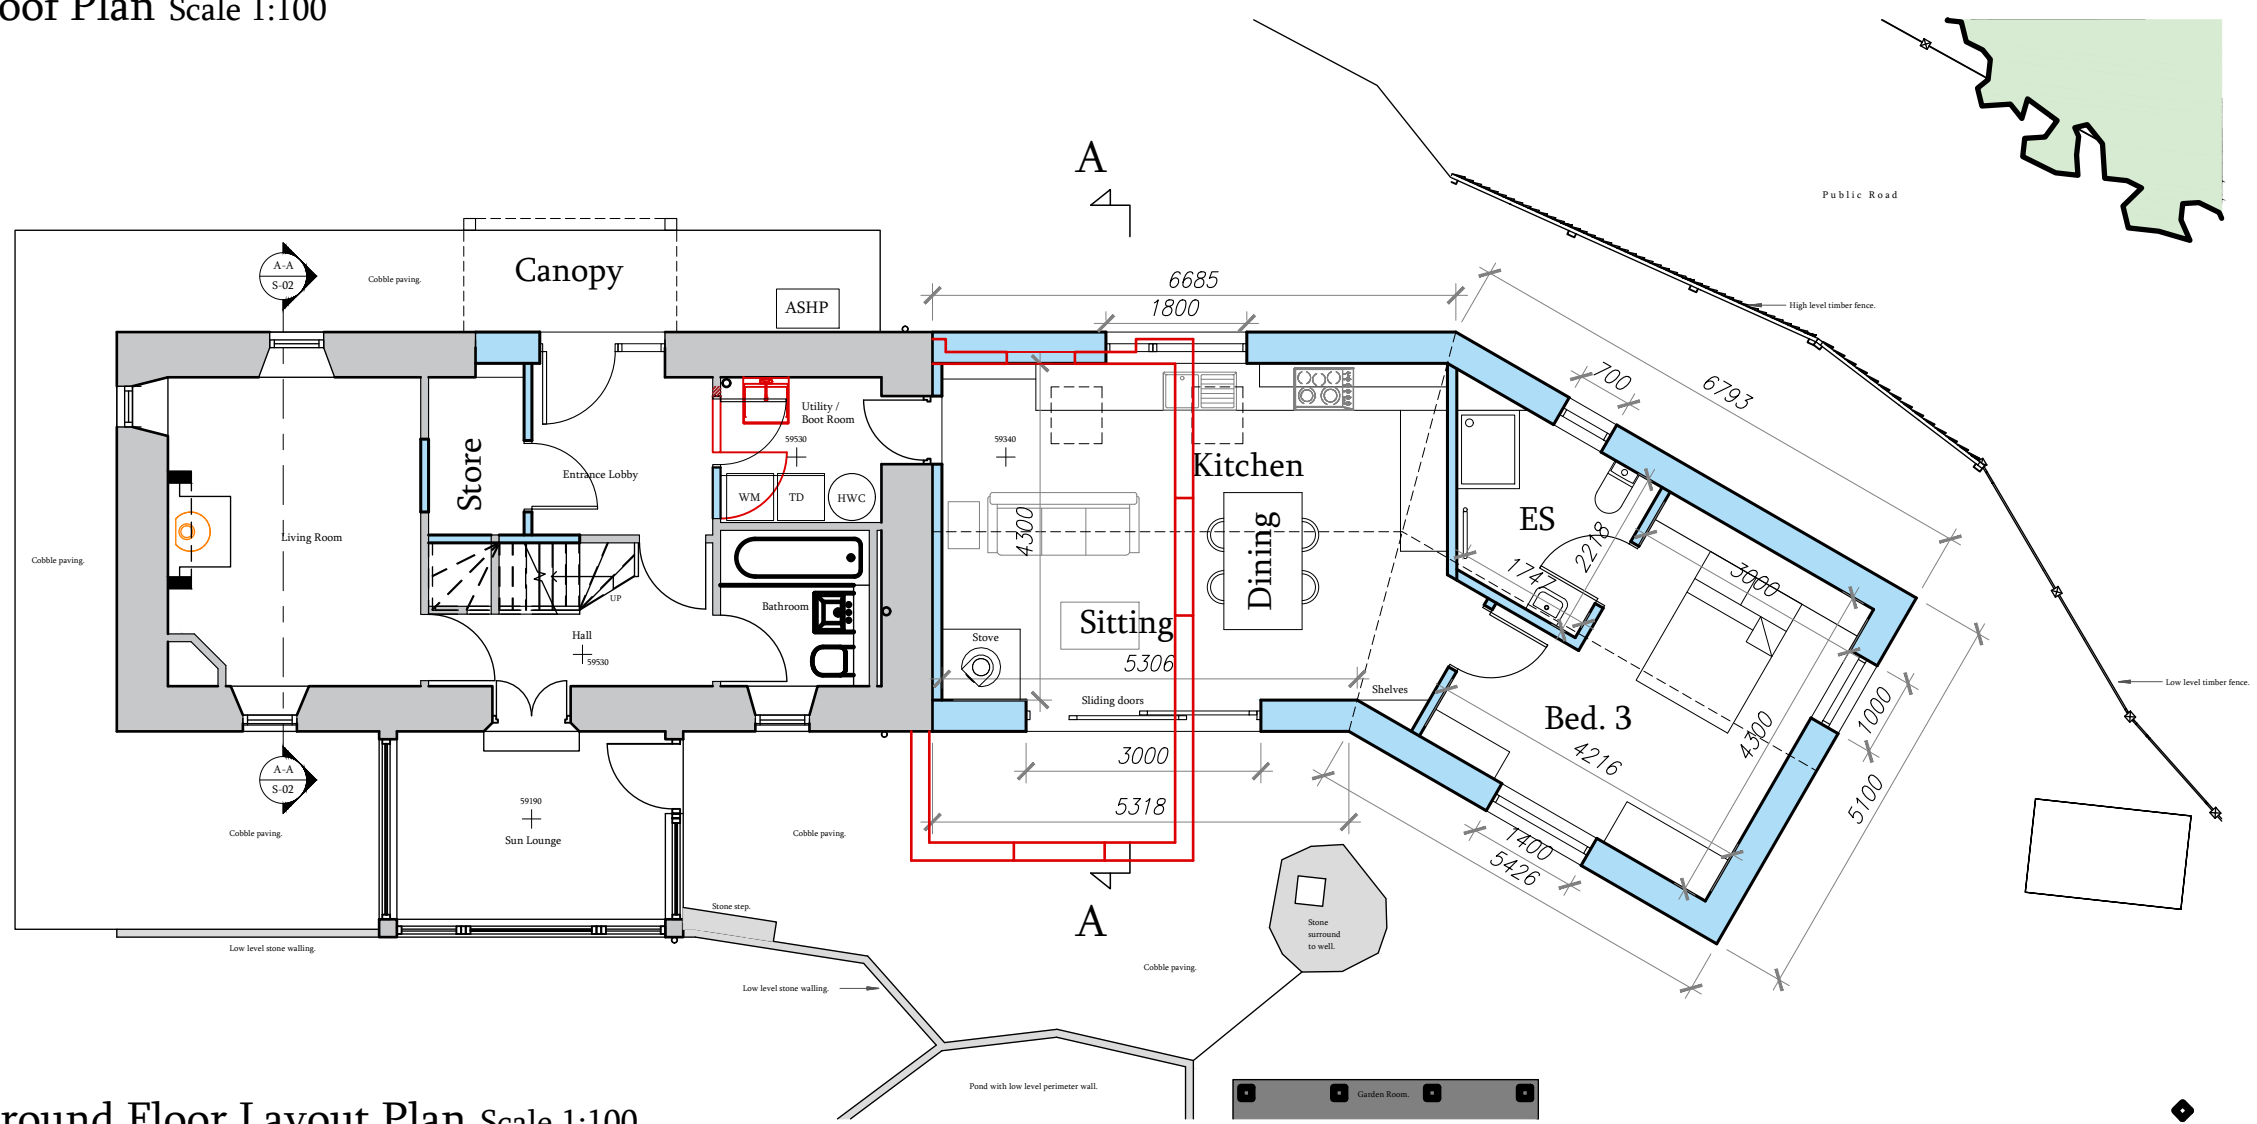 oof Plan Scale 1:100
A
Public Road
A-A
S-02
Cobble paving.
Canopy
ASHP
6685
1800
High level timber fence.
700
6793
Utility /
Boot Room
59530
59340
Store
Entrance Lobby
Kitchen
WM
TD
HWC
ES
Living Room
4300
Dining
2218
1747
3000
Cobble paving.
UP
Bathroom
Hall
59530
Stove
Sitting
5306
Sliding doors
Shelves
Low level timber fence.
Bed. 3
4216
4300
1000
5100
3000
5318
A-A
S-02
59190
Sun Lounge
Cobble paving.
Cobble paving.
1400
5426
Stone step.
A
Stone
surround
to well.
Low level stone walling.
Cobble paving.
Low level stone walling.
Pond with low level perimeter wall.
Garden Room.
round Floor Layout Plan Scale 1:100